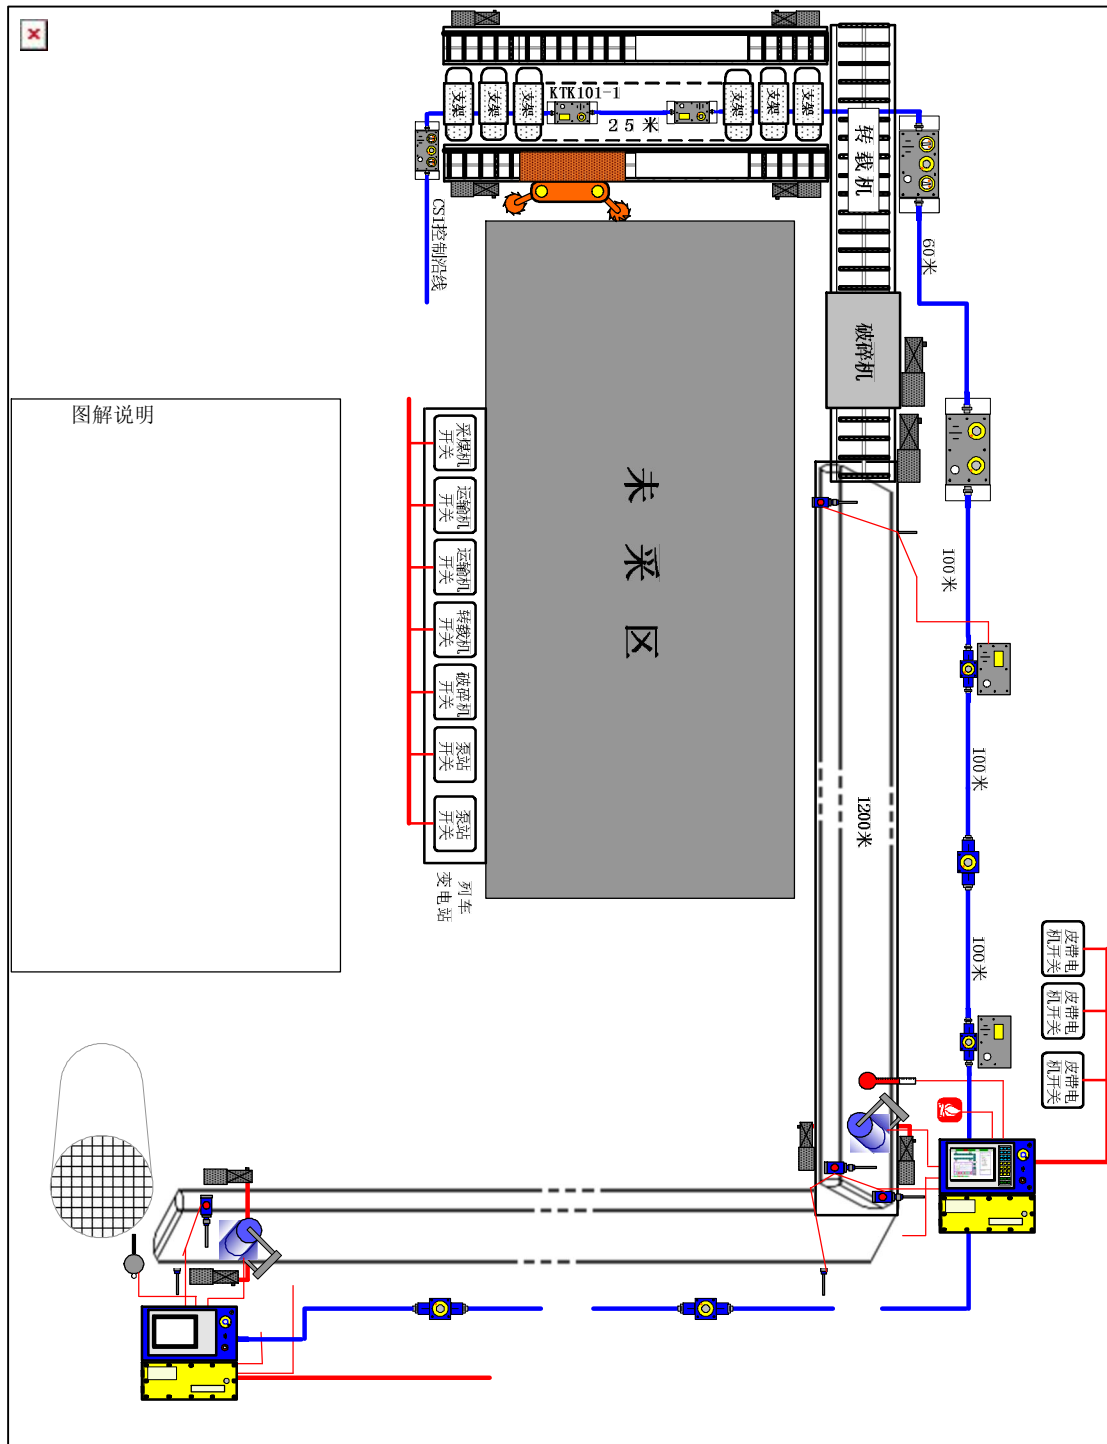 KTK101-1
支架
支架
支架
支架
支架
支架
25米
转载机
CS1控制沿线
60米
破碎机
图解说明
采煤机
开关
运输机
开关
运输机
开关
转载机
开关
破碎机
开关
泵站
开关
泵站
开关
列车
变电站
未采区
100米
100米
1200米
100米
皮带电
机开关
皮带电
机开关
皮带电
机开关